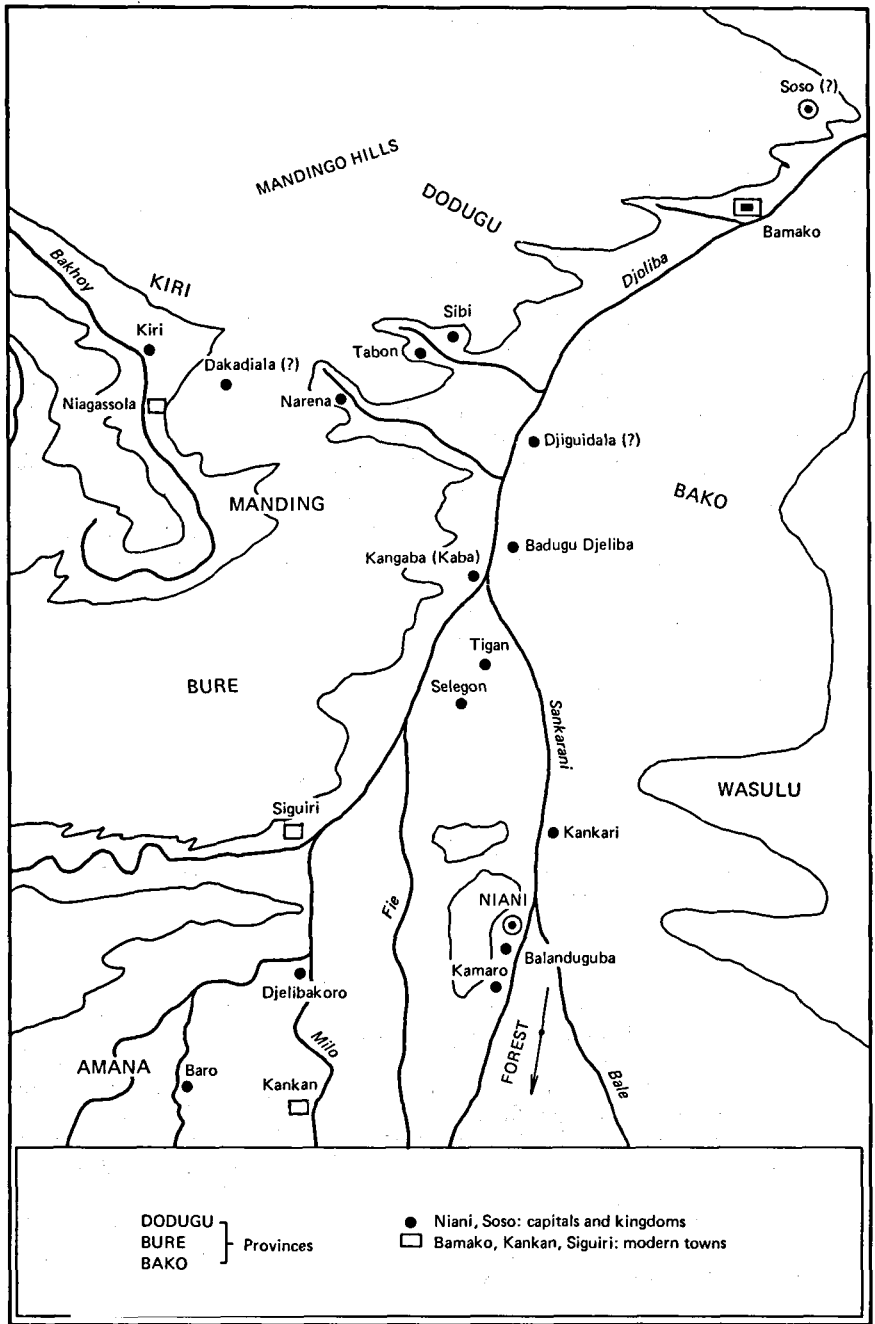 Soso (?)
MANDINGO HILLS
DODUGU
Bamako
Djoliba
Bakhoy
KIRI
Kiri
Sibi
Tabon
Dakadiala (?)
Niagassola
Narena
Djiguidala (?)
BAKO
MANDING
Badugu Djeliba
Kangaba (Kaba)
Tigan
BURE
Selegon
Sankarani
WASULU
Siguiri
Kankari
Fie
NIANI
Balanduguba
Kamaro
Djelibakoro
Milo
FOREST
AMANA
Baro
Kankan
Bale
DODUGU
BURE
BAKO
Provinces
Niani, Soso: capitals and kingdoms
Bamako, Kankan, Siguiri: modern towns